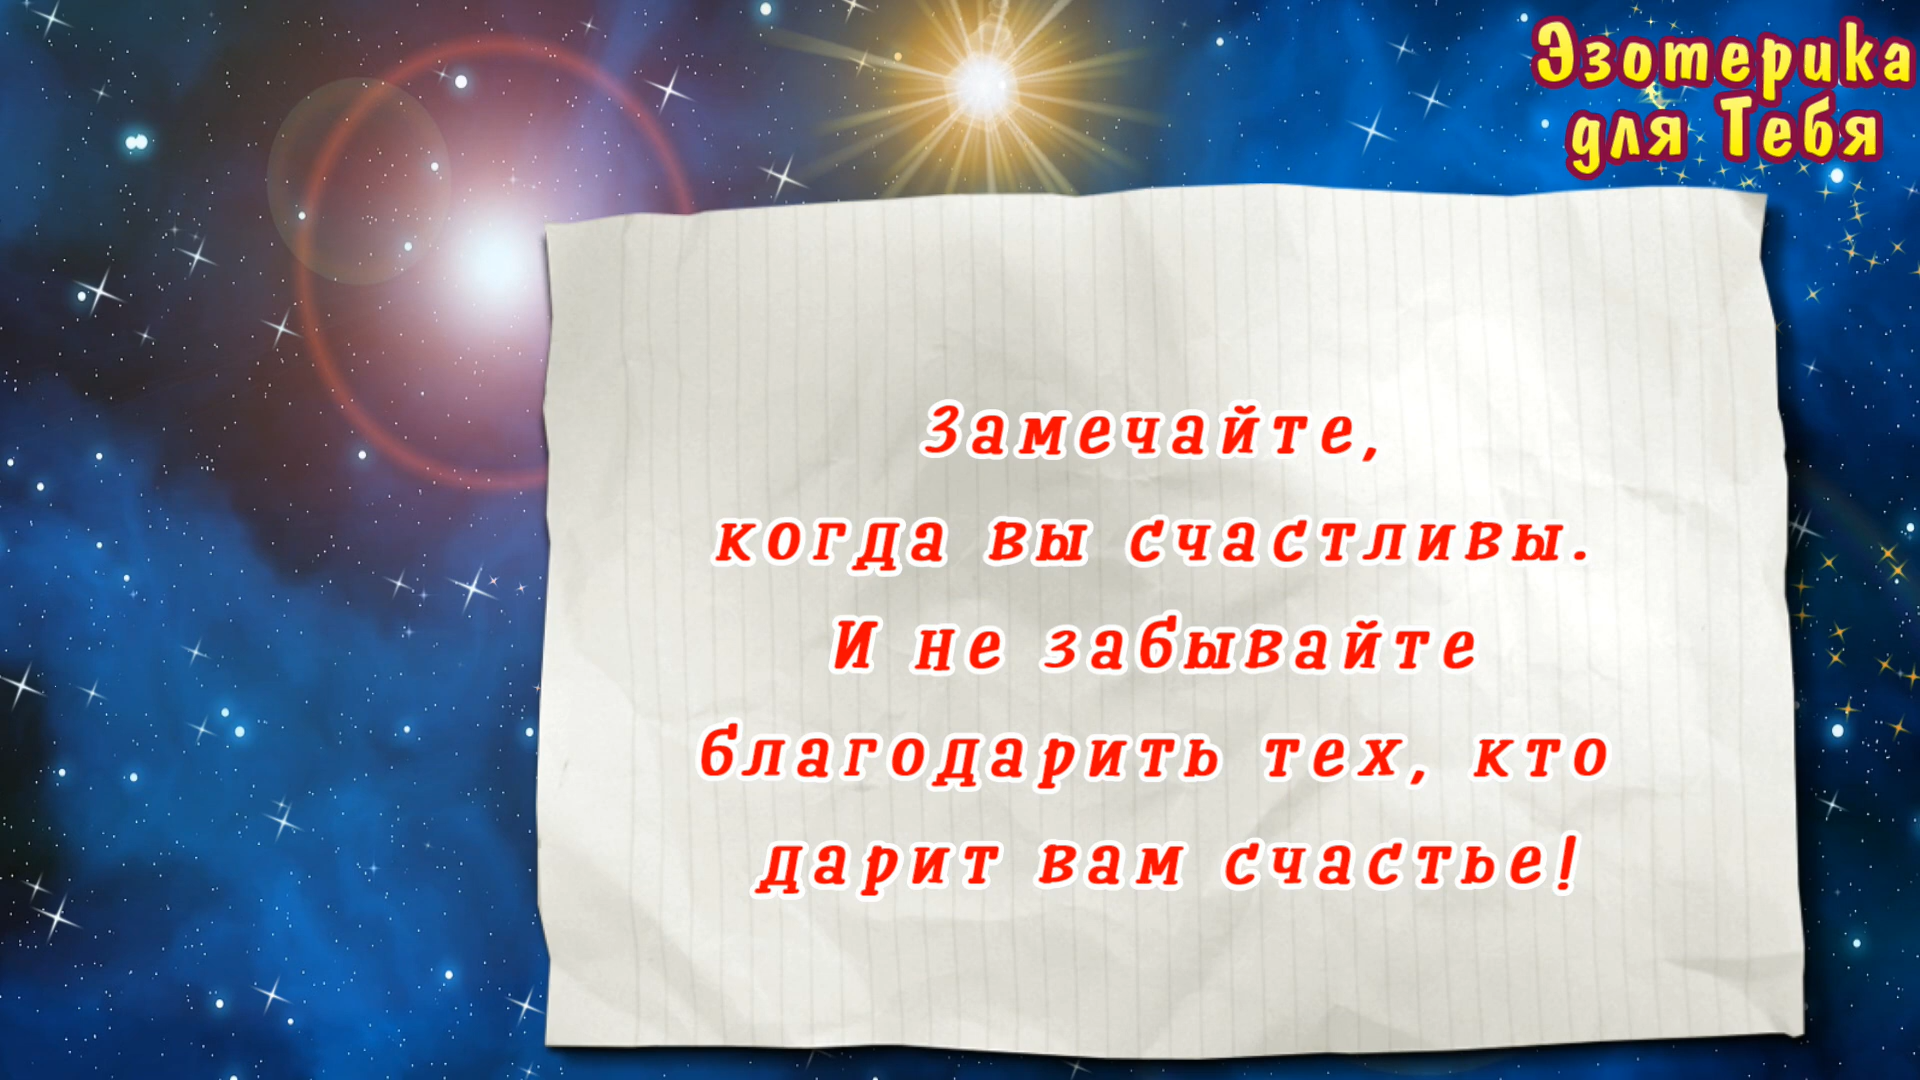 Эзотерика
для Тебя
Замечайте,
когда вы счастливы.
И не забывайте
благодарить тех, кто
дарит вам счастье!